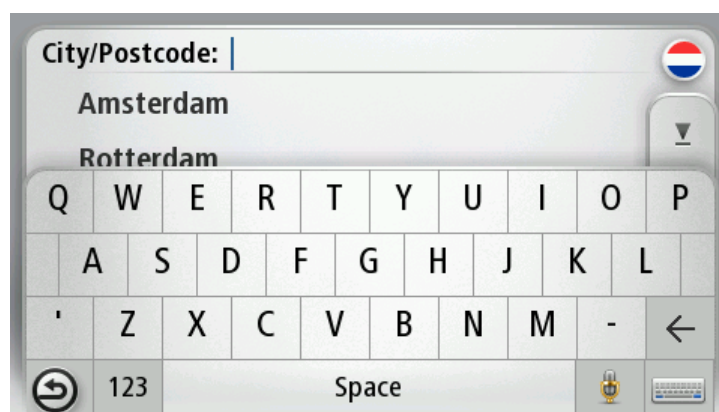 City/Postcode:
Amsterdam
Rotterdam
Q W E R T Y U I O P
A S D F G H J K L
' Z X C V B N M -
123 Space